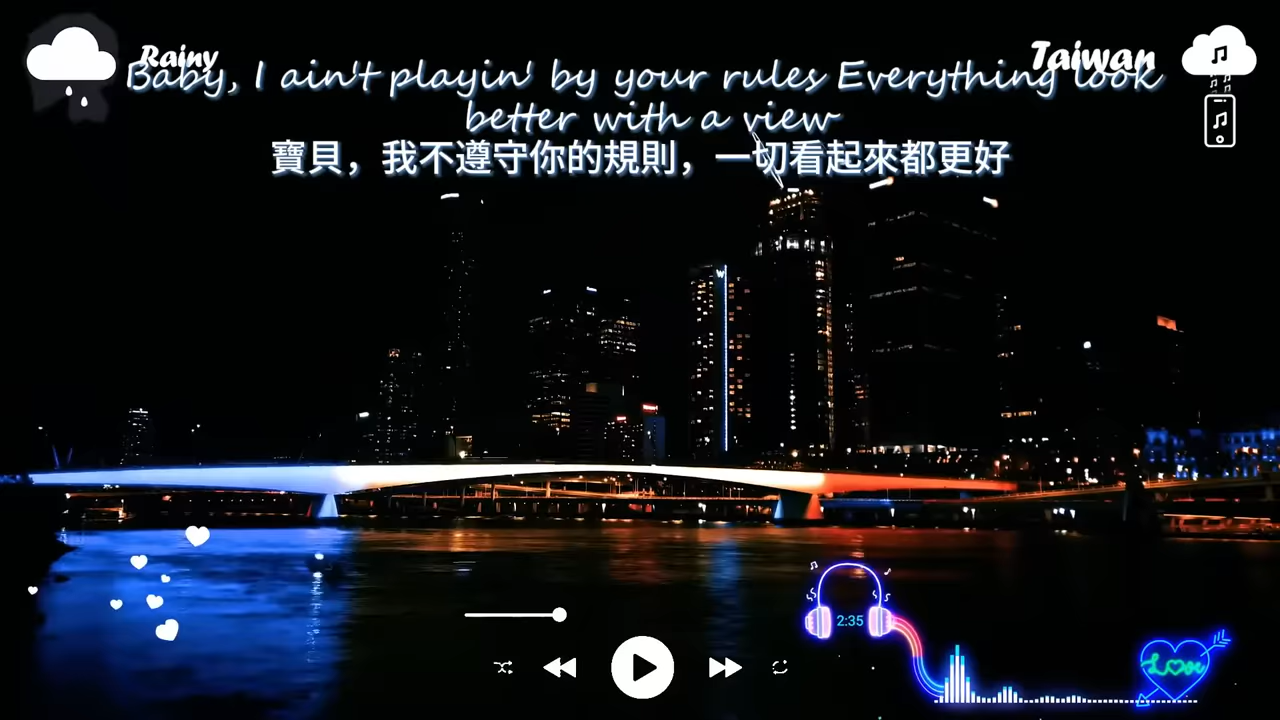 Rainy
Taiwan
Baby, I ain't playin' by your rules Everything look
better with a view
寶貝，我不遵守你的規則，一切看起來都更好
W
2:35
Love